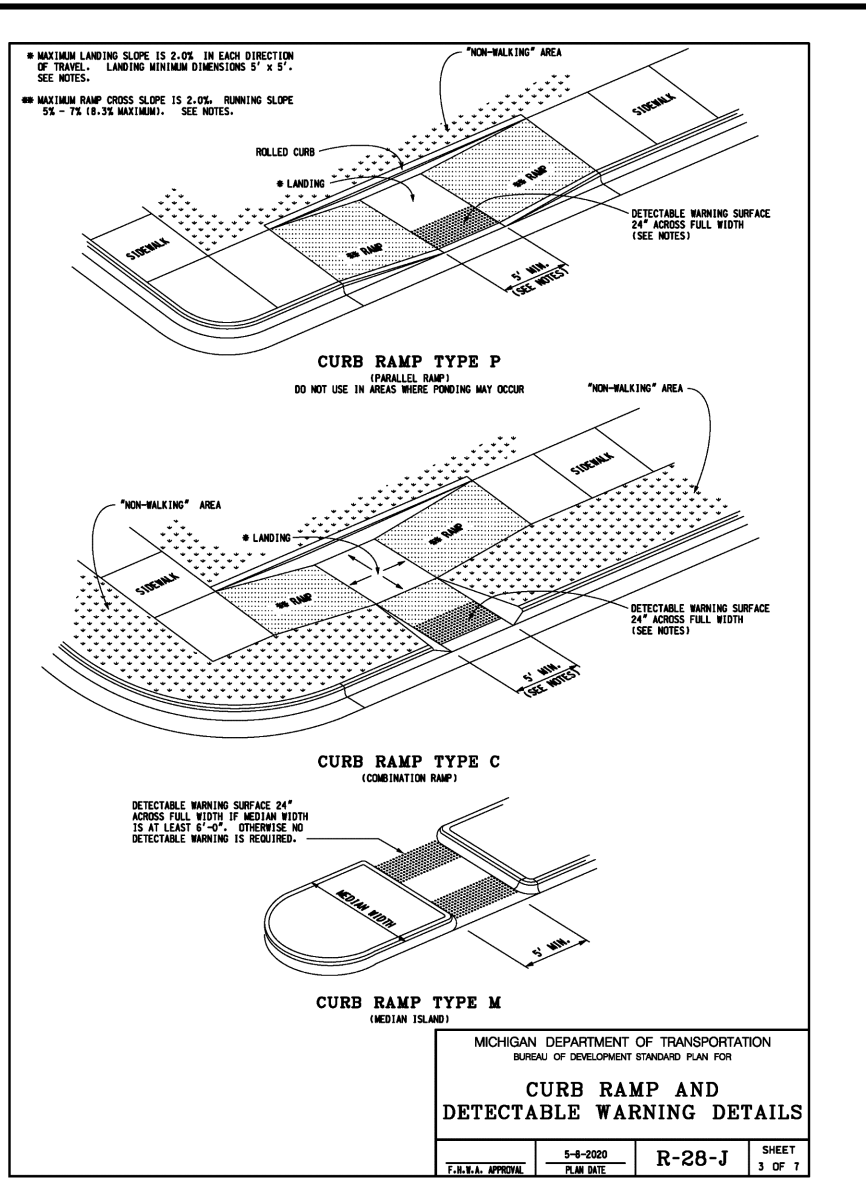 * MAXIMUM LANDING SLOPE IS 2.0% IN EACH DIRECTION
OF TRAVEL. LANDING MINIMUM DIMENSIONS 5' x 5'.
SEE NOTES.
** MAXIMUM RAMP CROSS SLOPE IS 2.0%. RUNNING SLOPE
5% - 7% (8.3% MAXIMUM). SEE NOTES.
"NON-WALKING" AREA
SIDEWALK
ROLLED CURB
* LANDING
** RAMP
DETECTABLE WARNING SURFACE
24" ACROSS FULL WIDTH
(SEE NOTES)
SIDEWALK
** RAMP
5' MIN.
(SEE NOTES)
CURB RAMP TYPE P
(PARALLEL RAMP)
DO NOT USE IN AREAS WHERE PONDING MAY OCCUR
"NON-WALKING" AREA
SIDEWALK
"NON-WALKING" AREA
* LANDING
** RAMP
SIDEWALK
** RAMP
DETECTABLE WARNING SURFACE
24" ACROSS FULL WIDTH
(SEE NOTES)
5' MIN.
(SEE NOTES)
CURB RAMP TYPE C
(COMBINATION RAMP)
DETECTABLE WARNING SURFACE 24"
ACROSS FULL WIDTH IF MEDIAN WIDTH
IS AT LEAST 6'-0". OTHERWISE NO
DETECTABLE WARNING IS REQUIRED.
MEDIAN WIDTH
5' MIN.
CURB RAMP TYPE M
(MEDIAN ISLAND)
MICHIGAN DEPARTMENT OF TRANSPORTATION
BUREAU OF DEVELOPMENT STANDARD PLAN FOR
CURB RAMP AND
DETECTABLE WARNING DETAILS
F.H.W.A. APPROVAL
5-6-2020
PLAN DATE
R-28-J
SHEET
3 OF 7